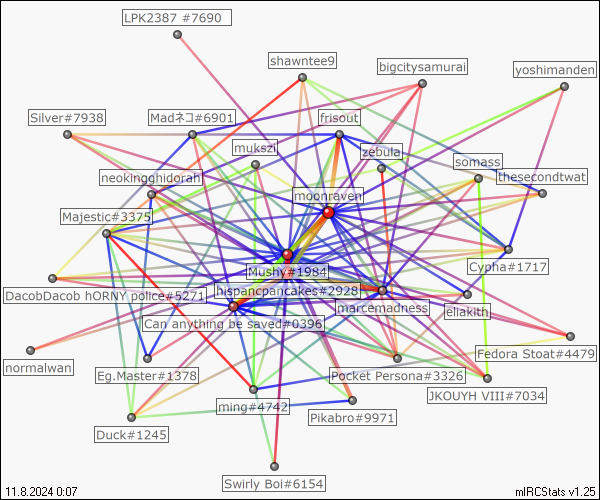 LPK2387 #7690
shawntee9
bigcitysamurai
yoshimanden
Silver#7938
Madネコ#6901
frisout
mukszi
zebula
somass
neokingghidorah
thesecondtwat
moonraven
Majestic#3375
Mushy#1984
Cypha#1717
DacobDacob hORNY police#5271
hispancpancakes#2928
eliakith
marcemadness
Can anything be saved#0396
normalwan
Fedora Stoat#4479
Eg.Master#1378
Pocket Persona#3326
JKOUYH VIII#7034
ming#4742
Pikabro#9971
Duck#1245
Swirly Boi#6154
11.8.2024 0:07
mIRCStats v1.25